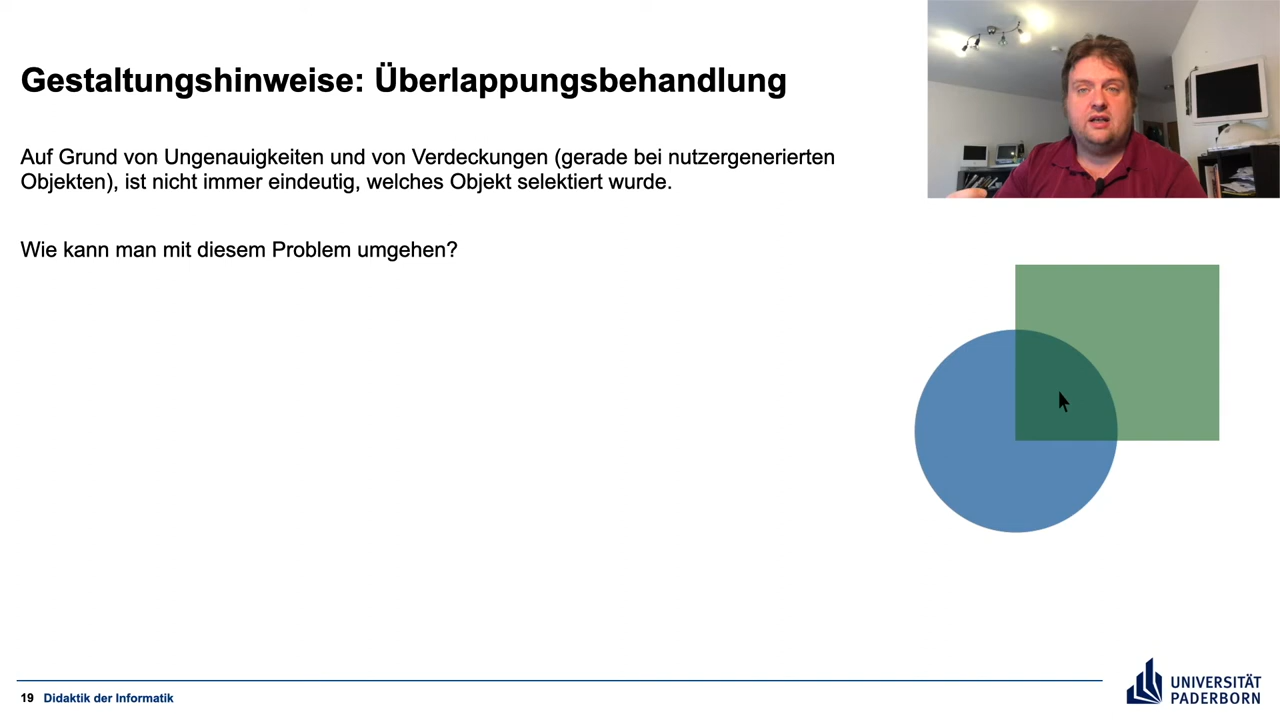 Gestaltungshinweise: Überlappungsbehandlung
Auf Grund von Ungenauigkeiten und von Verdeckungen (gerade bei nutzergenerierten
Objekten), ist nicht immer eindeutig, welches Objekt selektiert wurde.
Wie kann man mit diesem Problem umgehen?
19 Didaktik der Informatik
UNIVERSITÄT
PADERBORN